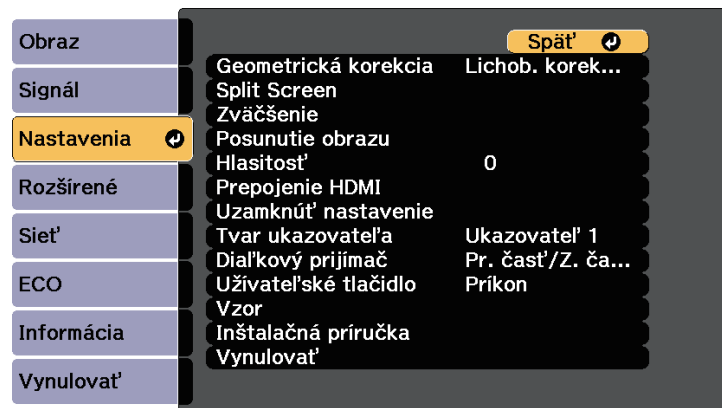 Obraz
Signál
Nastavenia
Rozšírené
Sieť
ECO
Informácia
Vynulovať
Späť
Geometrická korekcia Lichob. korek...
Split Screen
Zväčšenie
Posunutie obrazu
Hlasitosť 0
Prepojenie HDMI
Uzamknúť nastavenie
Tvar ukazovateľa Ukazovateľ 1
Diaľkový prijímač Pr. časť/Z. ča...
Užívateľské tlačidlo Príkon
Vzor
Inštalačná príručka
Vynulovať